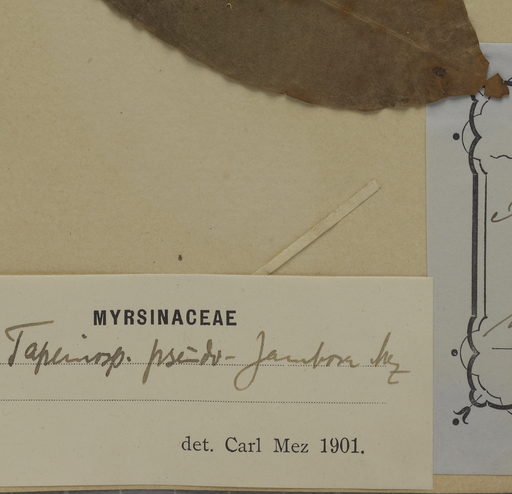 MYRSINACEAE
Tapeinosp. pseudo-Jambosa Mez
det. Carl Mez 1901.